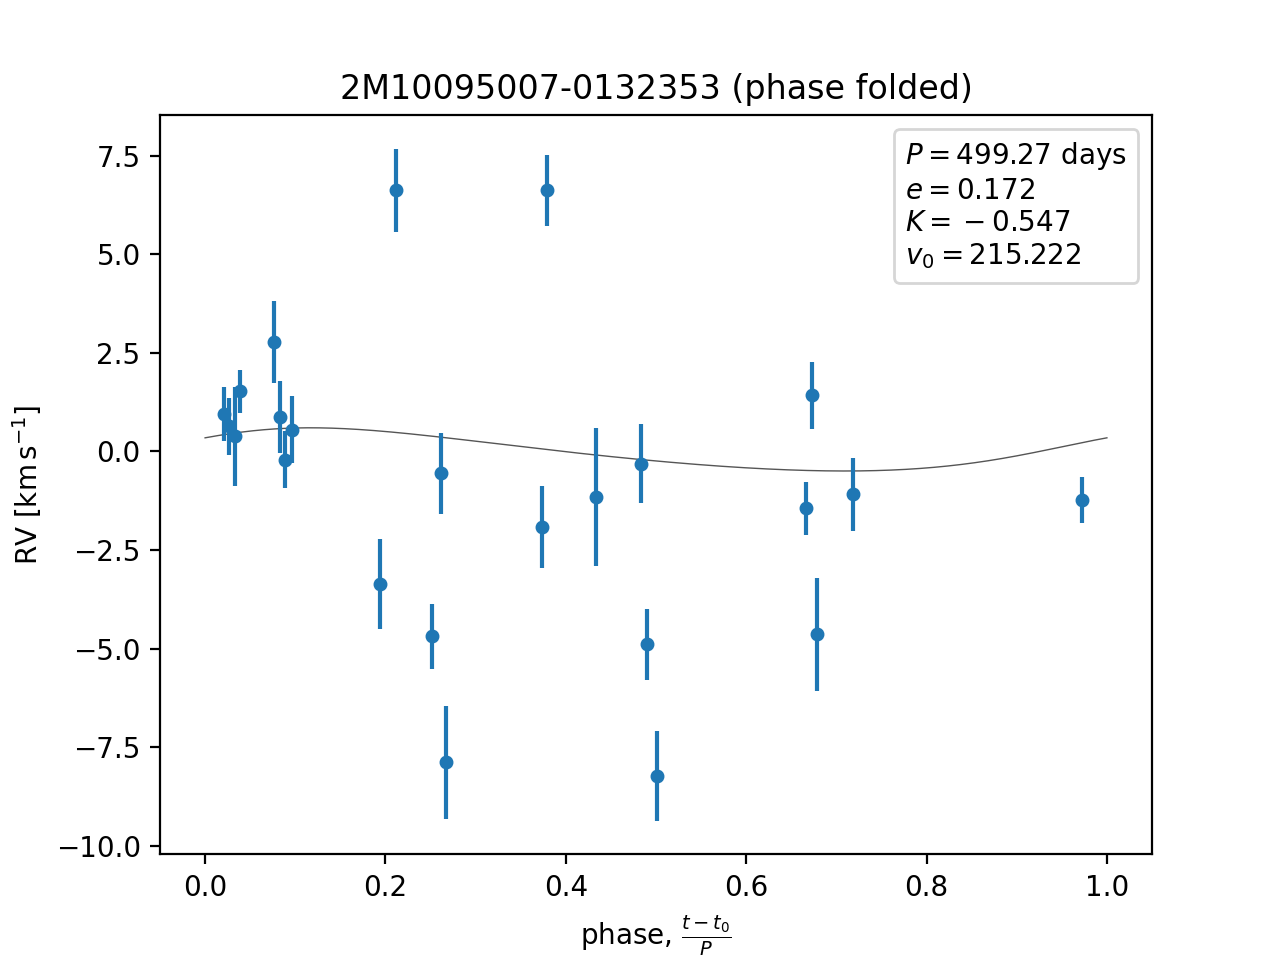 2M10095007-0132353 (phase folded)
P = 499.27 days
e = 0.172
K = −0.547
v₀ = 215.222
7.5
5.0
2.5
0.0
−2.5
−5.0
−7.5
−10.0
RV [km s⁻¹]
0.0 0.2 0.4 0.6 0.8 1.0
phase, (t − t₀)/P